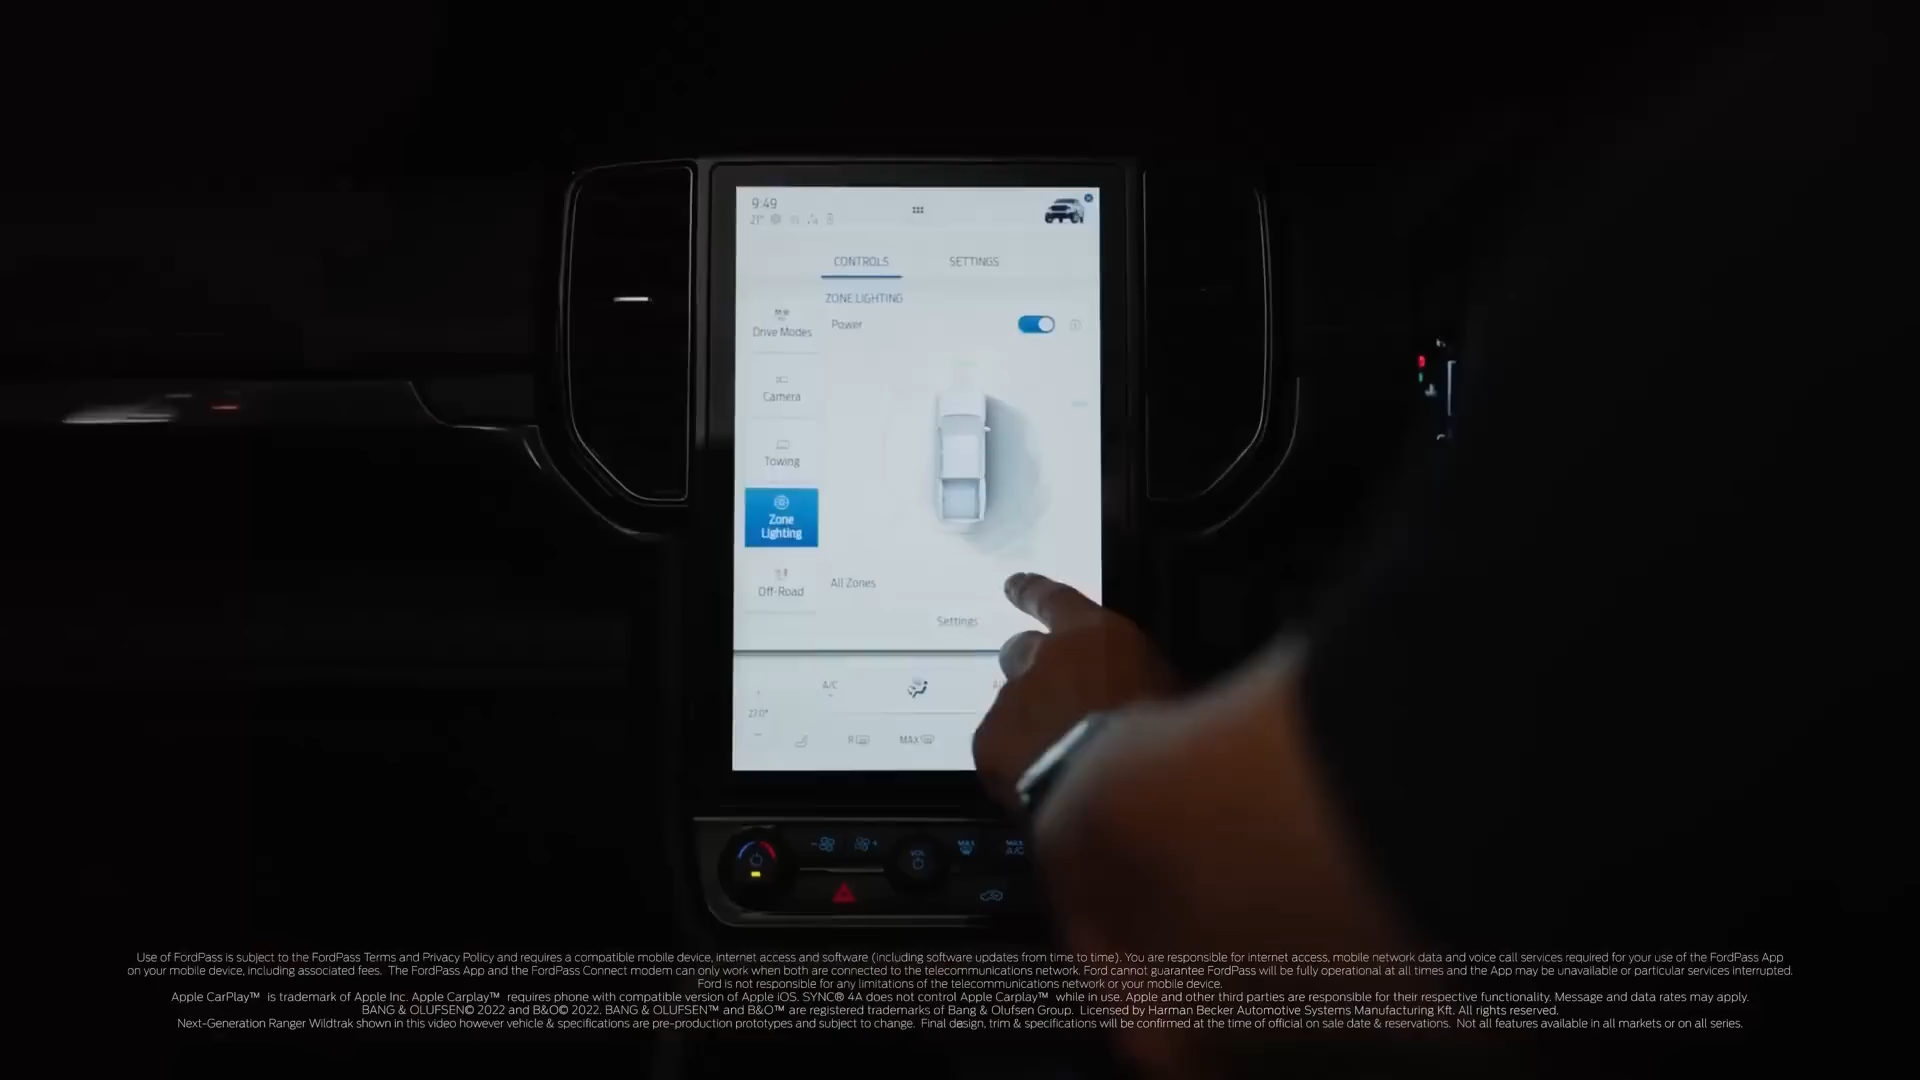 9:49
21°
CONTROLS
SETTINGS
ZONE LIGHTING
Power
Drive Modes
Camera
Towing
Zone
Lighting
Off-Road
All Zones
Settings
A/C
27.0°
R
MAX
VOL
MAX
MAX
A/C
Use of FordPass is subject to the FordPass Terms and Privacy Policy and requires a compatible mobile device, internet access and software (including software updates from time to time). You are responsible for internet access, mobile network data and voice call services required for your use of the FordPass App
on your mobile device, including associated fees. The FordPass App and the FordPass Connect modem can only work when both are connected to the telecommunications network. Ford cannot guarantee FordPass will be fully operational at all times and the App may be unavailable or particular services interrupted.
Ford is not responsible for any limitations of the telecommunications network or your mobile device.
Apple CarPlay™ is trademark of Apple Inc. Apple Carplay™ requires phone with compatible version of Apple iOS. SYNC® 4A does not control Apple Carplay™ while in use. Apple and other third parties are responsible for their respective functionality. Message and data rates may apply.
BANG & OLUFSEN© 2022 and B&O© 2022. BANG & OLUFSEN™ and B&O™ are registered trademarks of Bang & Olufsen Group. Licensed by Harman Becker Automotive Systems Manufacturing Kft. All rights reserved.
Next-Generation Ranger Wildtrak shown in this video however vehicle & specifications are pre-production prototypes and subject to change. Final design, trim & specifications will be confirmed at the time of official on sale date & reservations. Not all features available in all markets or on all series.